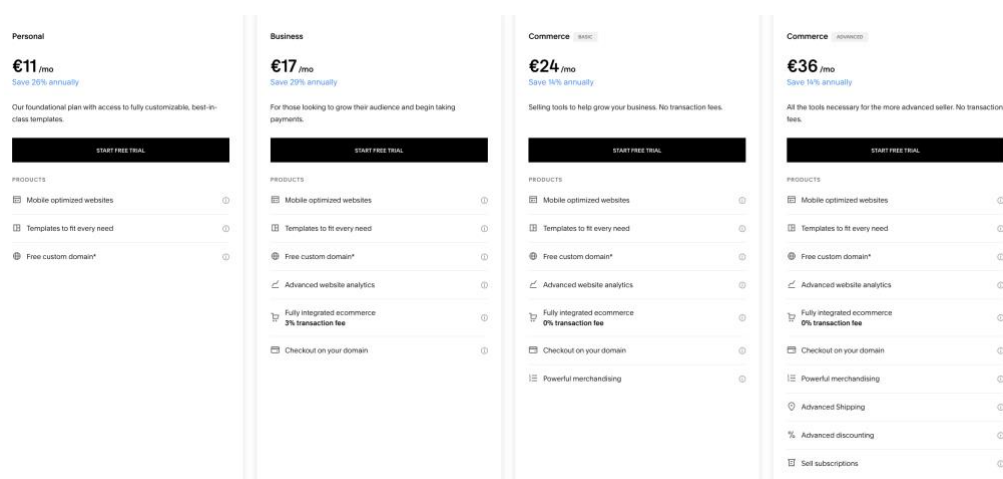 Personal
€11 /mo
Save 26% annually
Our foundational plan with access to fully customizable, best-in-
class templates.
START FREE TRIAL
PRODUCTS
Mobile optimized websites
Templates to fit every need
Free custom domain*
Business
€17 /mo
Save 29% annually
For those looking to grow their audience and begin taking
payments.
START FREE TRIAL
PRODUCTS
Mobile optimized websites
Templates to fit every need
Free custom domain*
Advanced website analytics
Fully integrated ecommerce
3% transaction fee
Checkout on your domain
Commerce BASIC
€24 /mo
Save 14% annually
Selling tools to help grow your business. No transaction fees.
START FREE TRIAL
PRODUCTS
Mobile optimized websites
Templates to fit every need
Free custom domain*
Advanced website analytics
Fully integrated ecommerce
0% transaction fee
Checkout on your domain
Powerful merchandising
Commerce ADVANCED
€36 /mo
Save 14% annually
All the tools necessary for the more advanced seller. No transaction
fees.
START FREE TRIAL
PRODUCTS
Mobile optimized websites
Templates to fit every need
Free custom domain*
Advanced website analytics
Fully integrated ecommerce
0% transaction fee
Checkout on your domain
Powerful merchandising
Advanced Shipping
Advanced discounting
Sell subscriptions